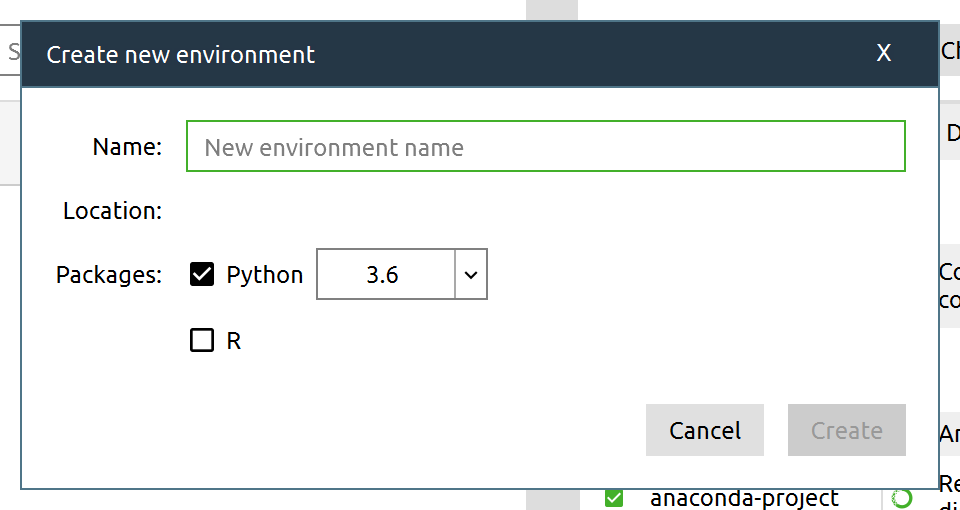 Create new environment X
Name: New environment name
Location:
Packages: Python 3.6
R
Cancel Create
anaconda-project